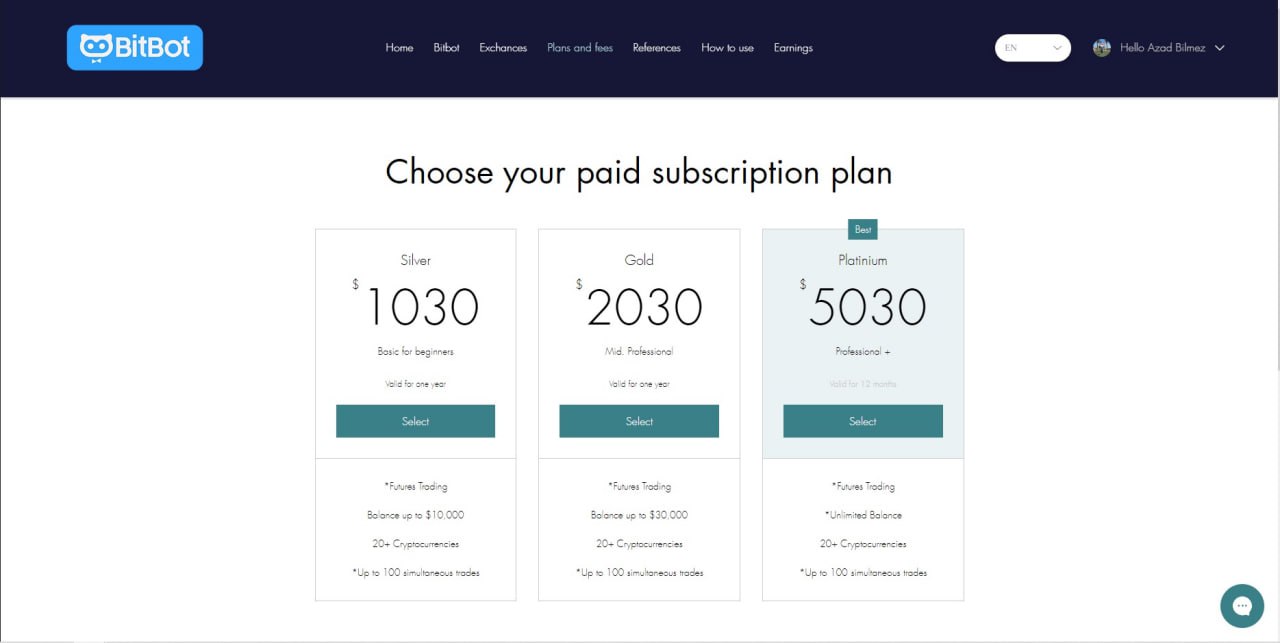 BitBot
Home Bitbot Exchances Plans and fees References How to use Earnings
EN
Hello Azad Bilmez
Choose your paid subscription plan
Silver
$ 1030
Basic for beginners
Valid for one year
Select
*Futures Trading
Balance up to $10,000
20+ Cryptocurrencies
*Up to 100 simultaneous trades
Gold
$ 2030
Mid. Professional
Valid for one year
Select
*Futures Trading
Balance up to $30,000
20+ Cryptocurrencies
*Up to 100 simultaneous trades
Best
Platinium
$ 5030
Professional +
Valid for 12 months
Select
*Futures Trading
*Unlimited Balance
20+ Cryptocurrencies
*Up to 100 simultaneous trades